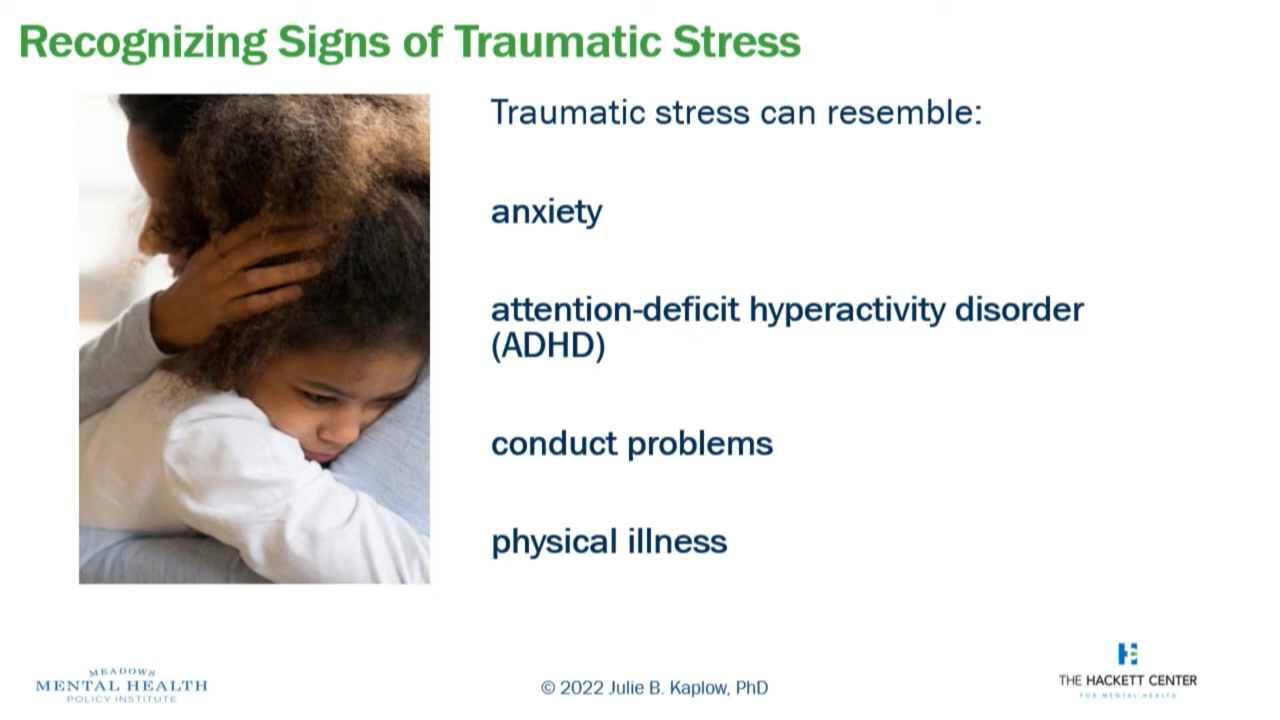 Recognizing Signs of Traumatic Stress
Traumatic stress can resemble:
anxiety
attention-deficit hyperactivity disorder
(ADHD)
conduct problems
physical illness
MEADOWS
MENTAL HEALTH
POLICY INSTITUTE
© 2022 Julie B. Kaplow, PhD
THE HACKETT CENTER
FOR MENTAL HEALTH